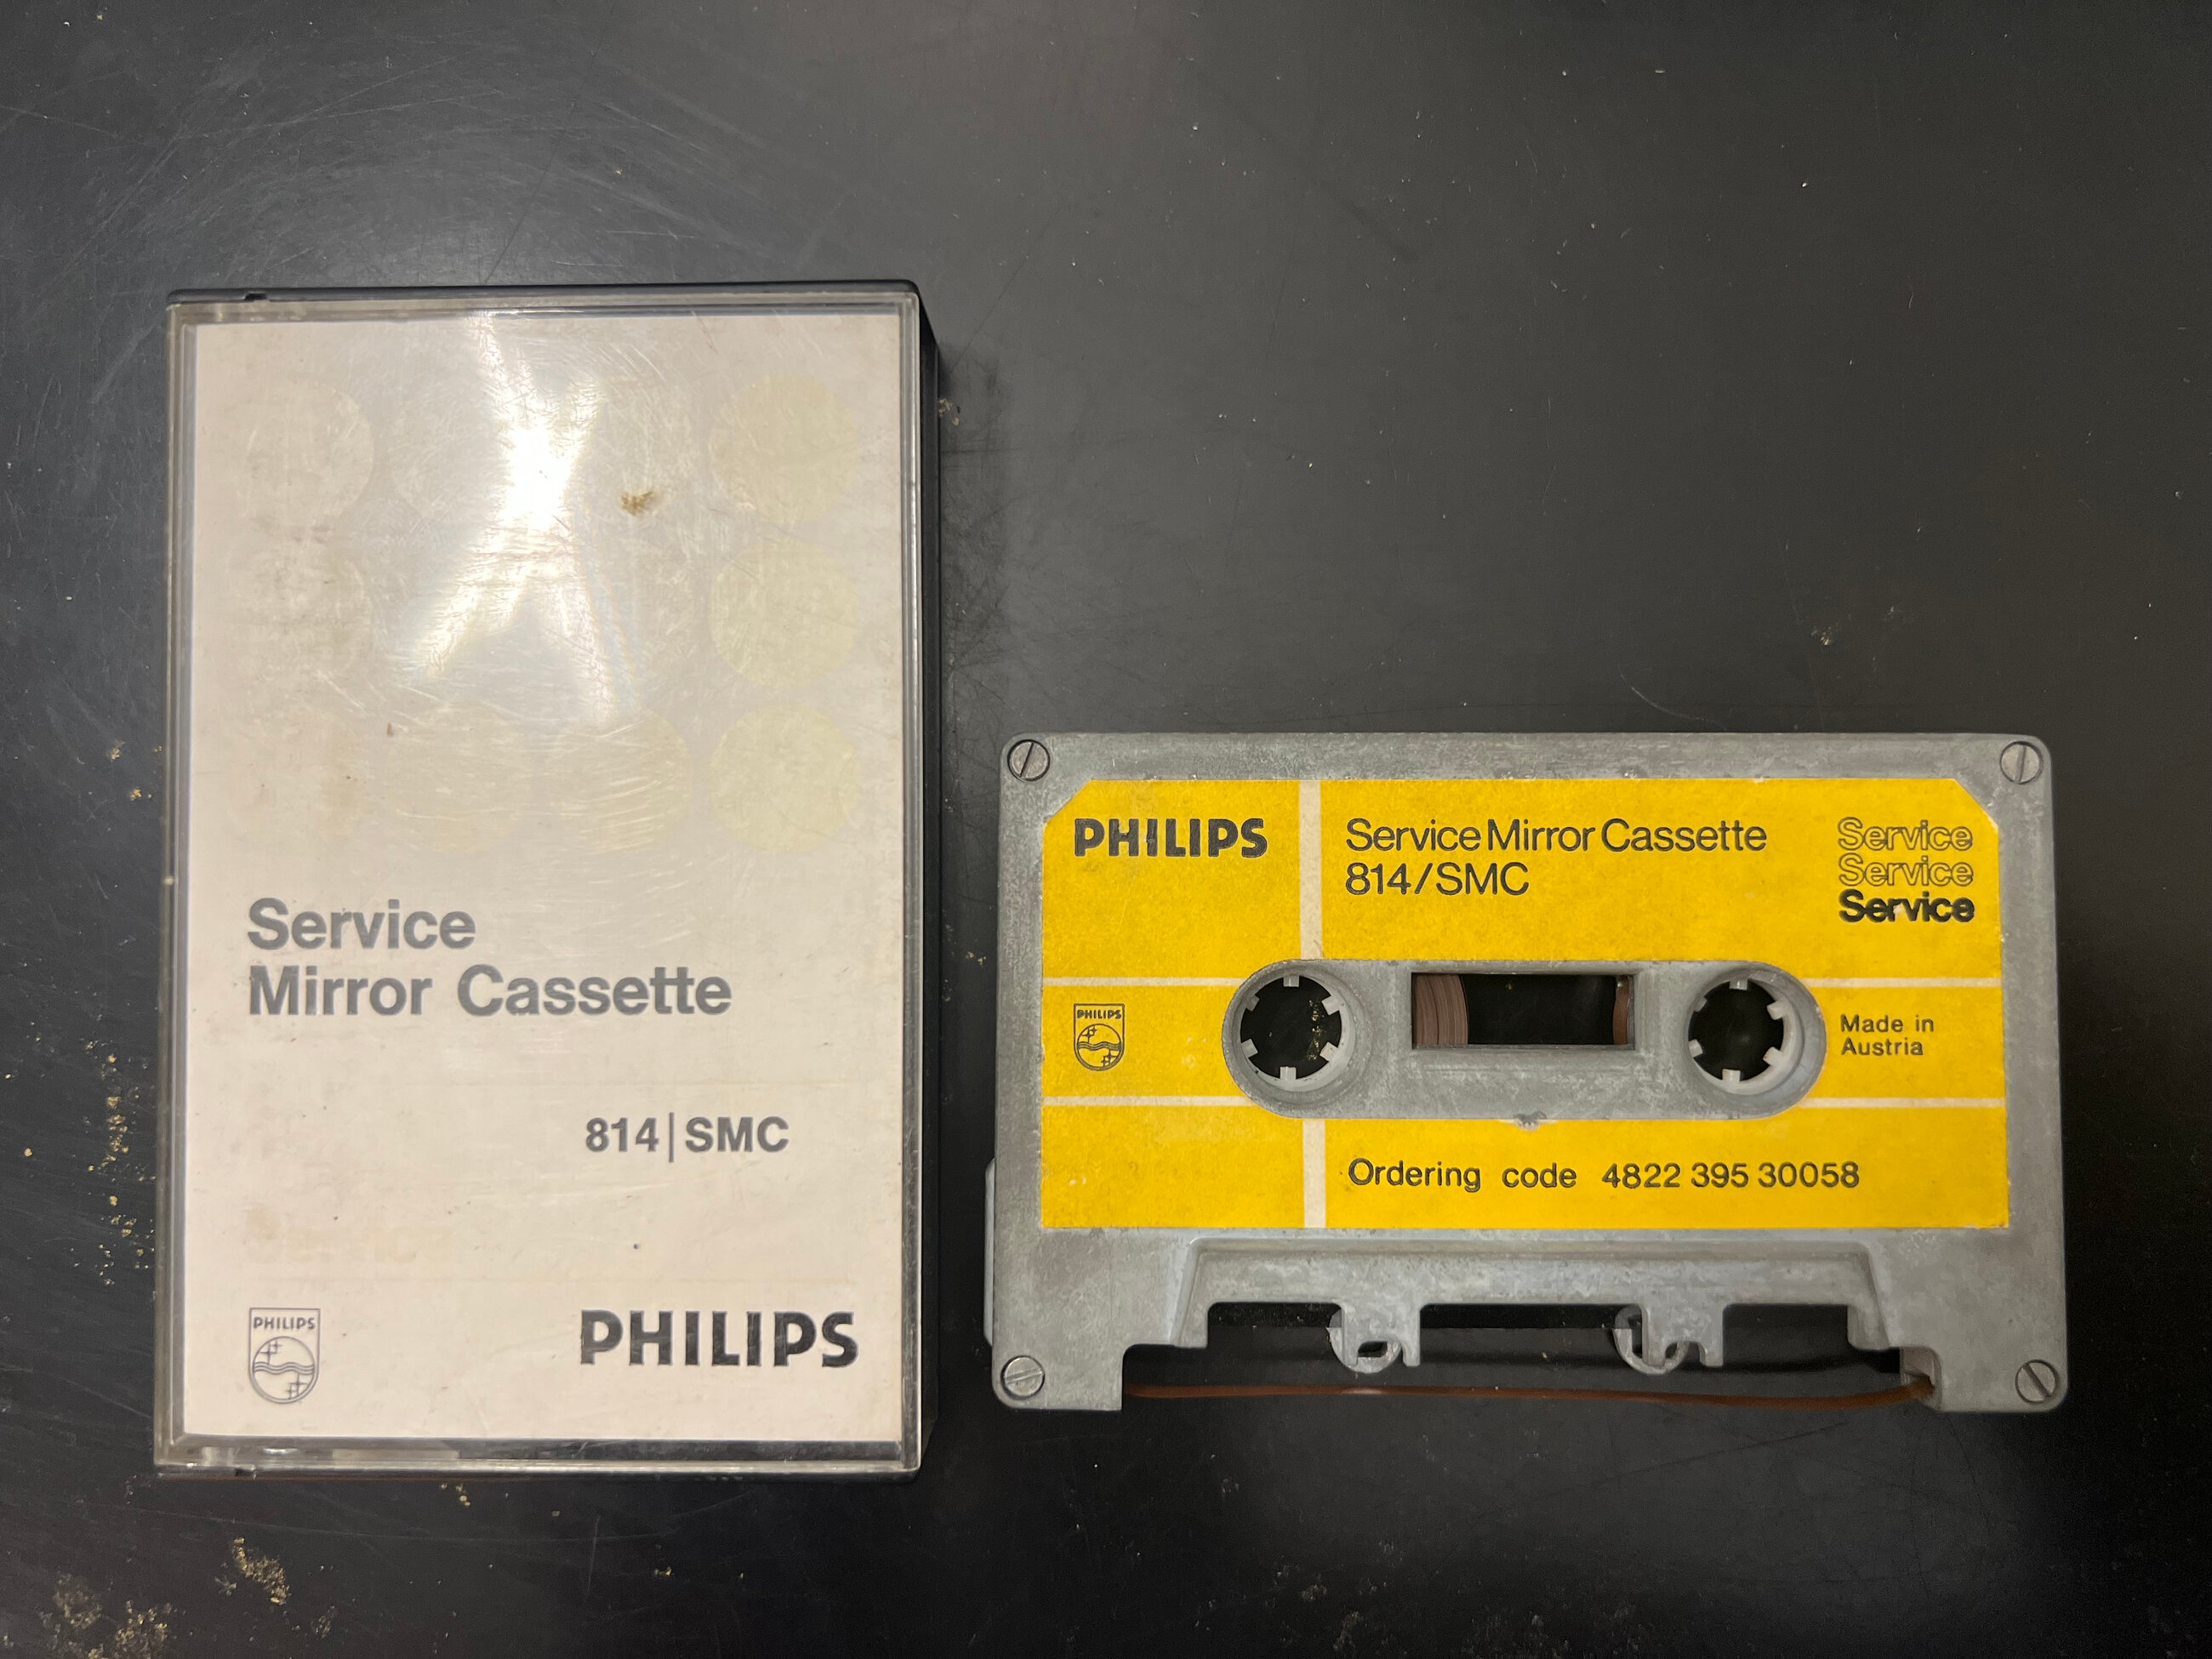 Service
Mirror Cassette
814|SMC
PHILIPS
PHILIPS
PHILIPS
Service Mirror Cassette
814/SMC
Service
Service
Service
PHILIPS
Made in
Austria
Ordering code 4822 395 30058